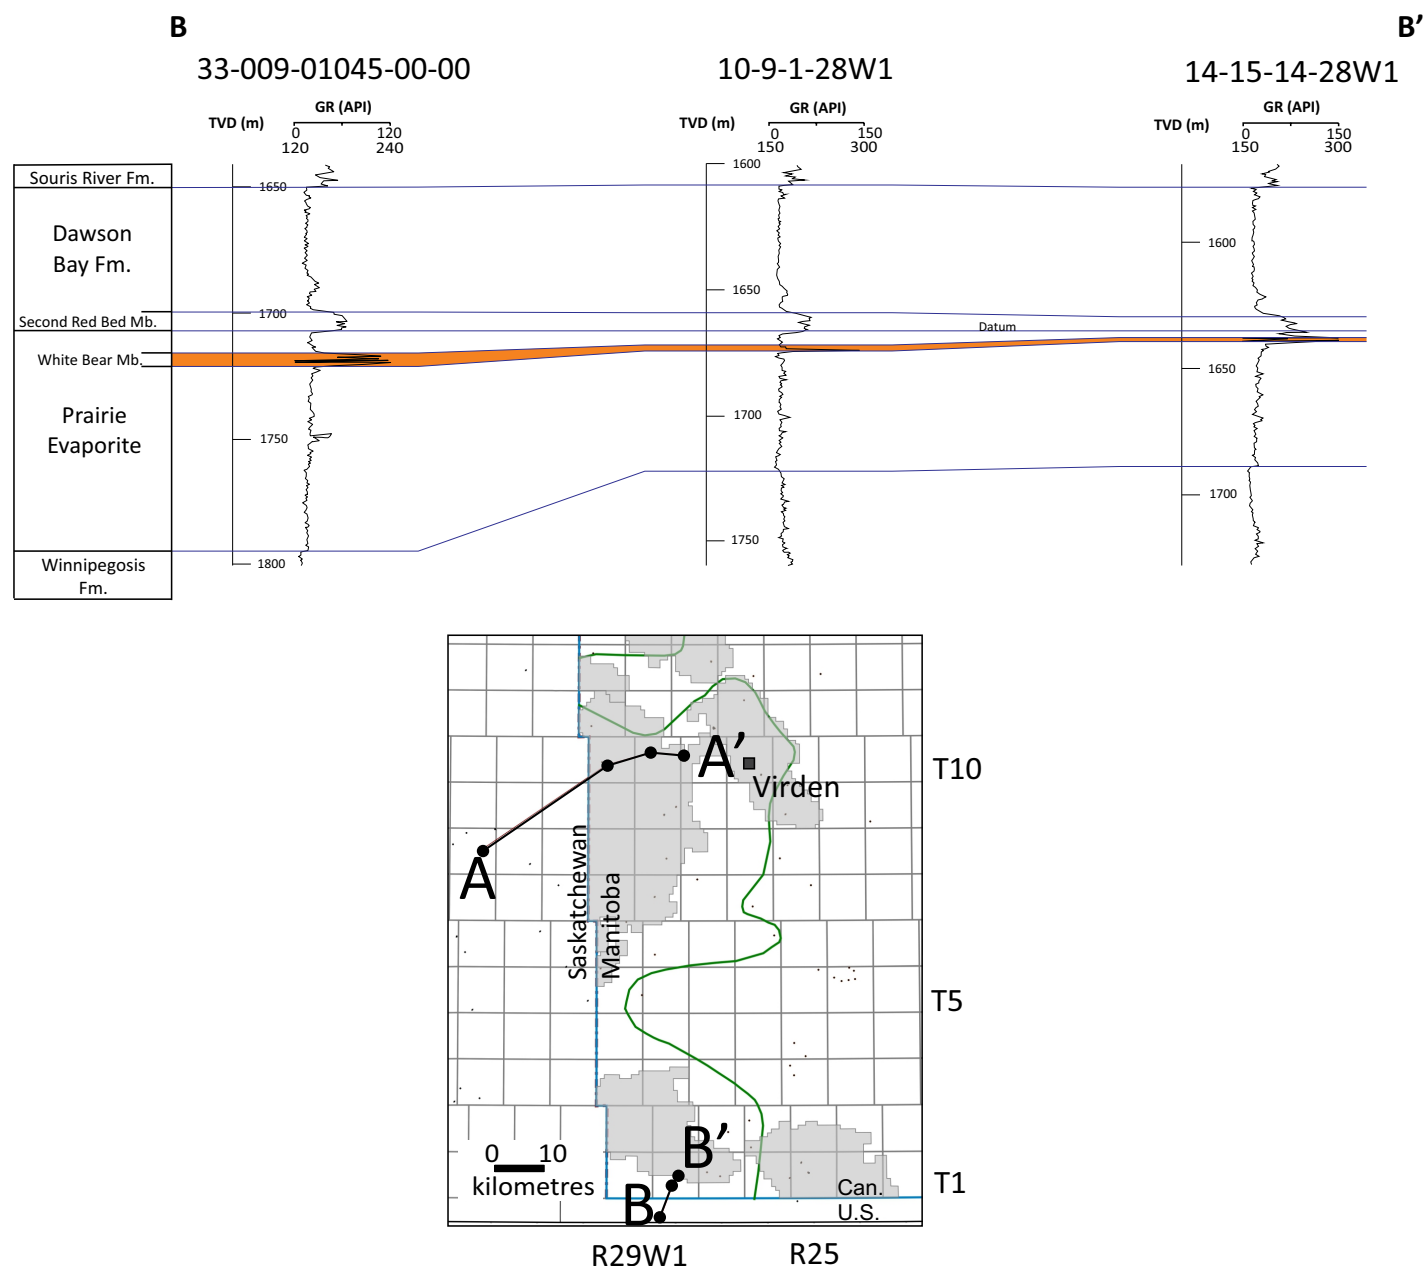 B
B’
33-009-01045-00-00
10-9-1-28W1
14-15-14-28W1
GR (API)
GR (API)
GR (API)
TVD (m)
0
120
120
240
TVD (m)
0
150
150
300
TVD (m)
0
150
150
300
1600
Souris River Fm.
1650
Dawson
Bay Fm.
1600
1650
1700
Second Red Bed Mb.
Datum
White Bear Mb.
1650
Prairie
Evaporite
1700
1750
1700
1750
1800
Winnipegosis
Fm.
A’
T10
Virden
A
Saskatchewan
Manitoba
T5
B’
0 10
kilometres
B
Can.
U.S.
T1
R29W1
R25